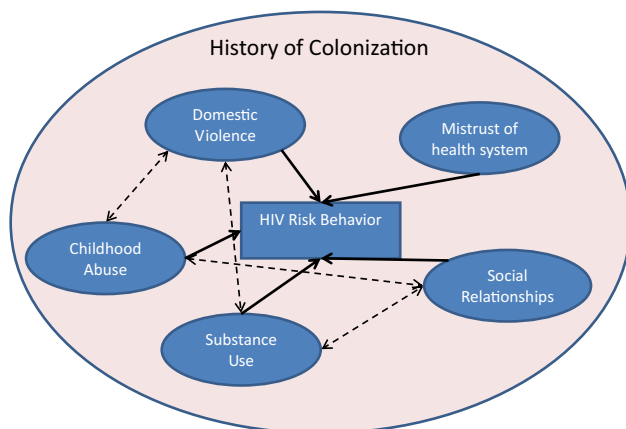 History of Colonization
Domestic
Violence
Mistrust of
health system
HIV Risk Behavior
Childhood
Abuse
Social
Relationships
Substance
Use